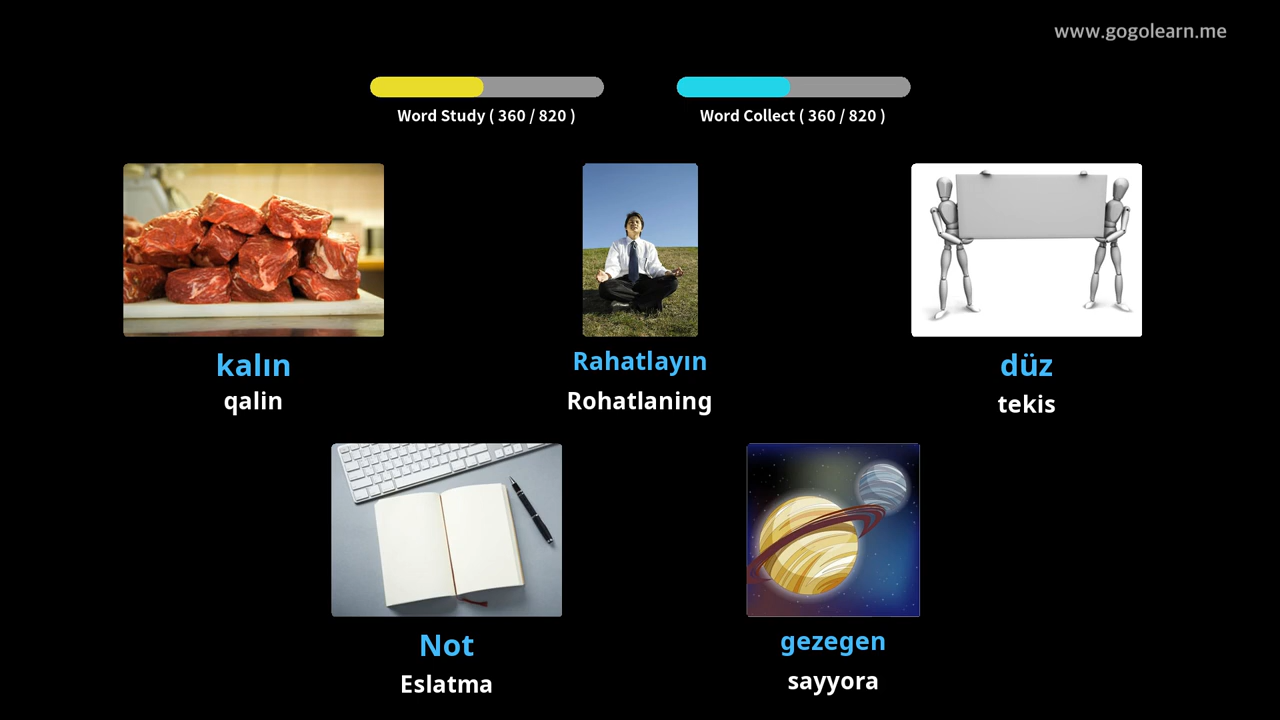 www.gogolearn.me
Word Study ( 360 / 820 )
Word Collect ( 360 / 820 )
kalın
qalin
Rahatlayın
Rohatlaning
düz
tekis
Not
Eslatma
gezegen
sayyora